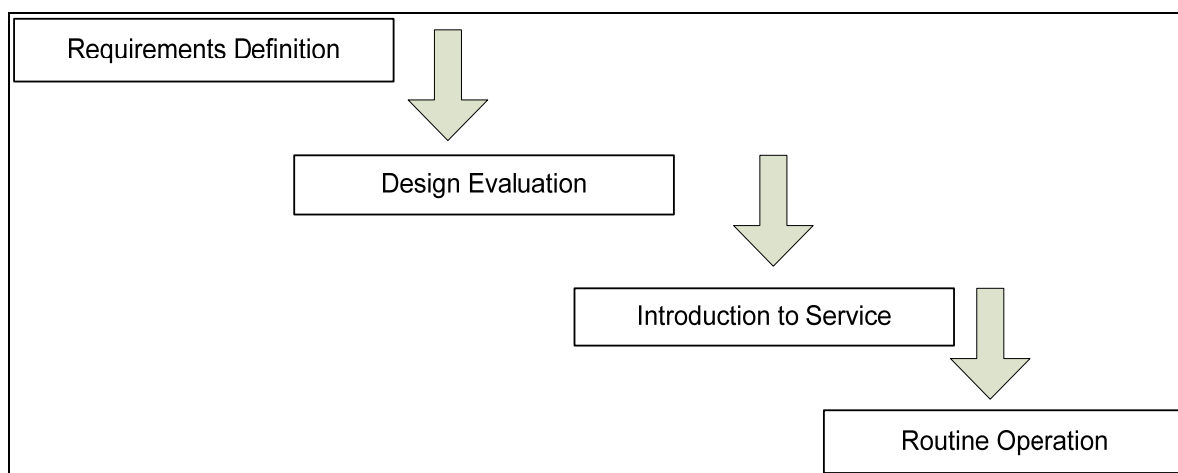 Requirements Definition
Design Evaluation
Introduction to Service
Routine Operation